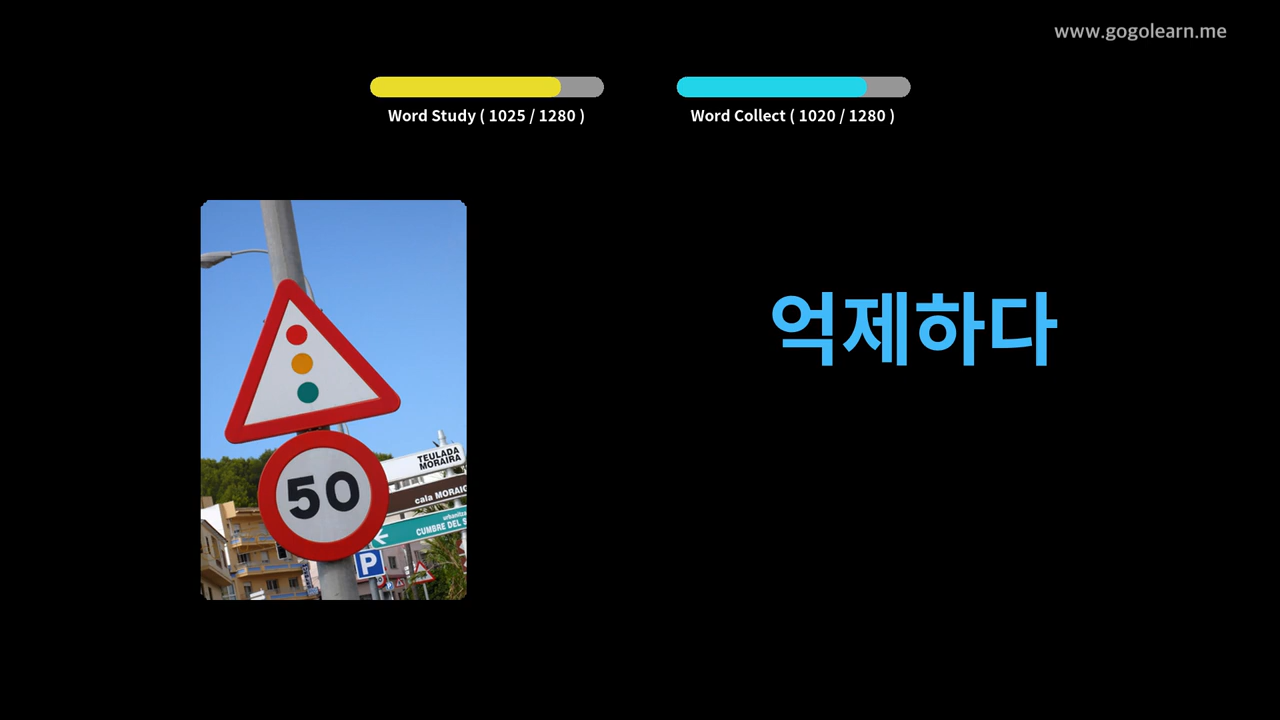 www.gogolearn.me
Word Study ( 1025 / 1280 )
Word Collect ( 1020 / 1280 )
억제하다
TEULADA
MORAIRA
cala
CUMBRE DEL
50
P